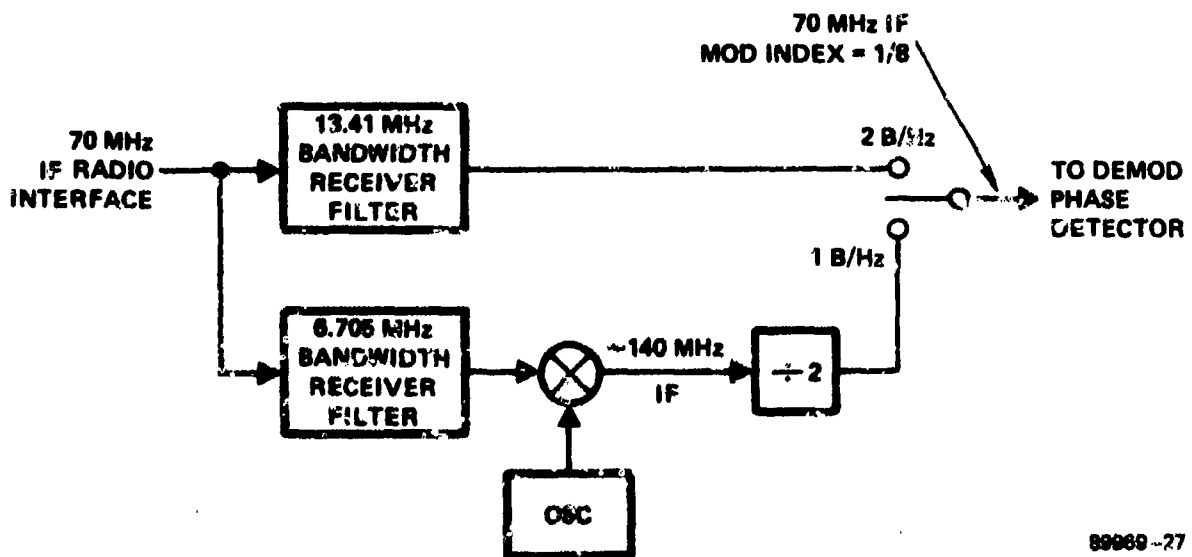 70 MHz IF
MOD INDEX = 1/8
70 MHz
IF RADIO
INTERFACE
13.41 MHz
BANDWIDTH
RECEIVER
FILTER
2 B/Hz
TO DEMOD
PHASE
DETECTOR
1 B/Hz
6.705 MHz
BANDWIDTH
RECEIVER
FILTER
~140 MHz
IF
÷ 2
OSC
89969-27